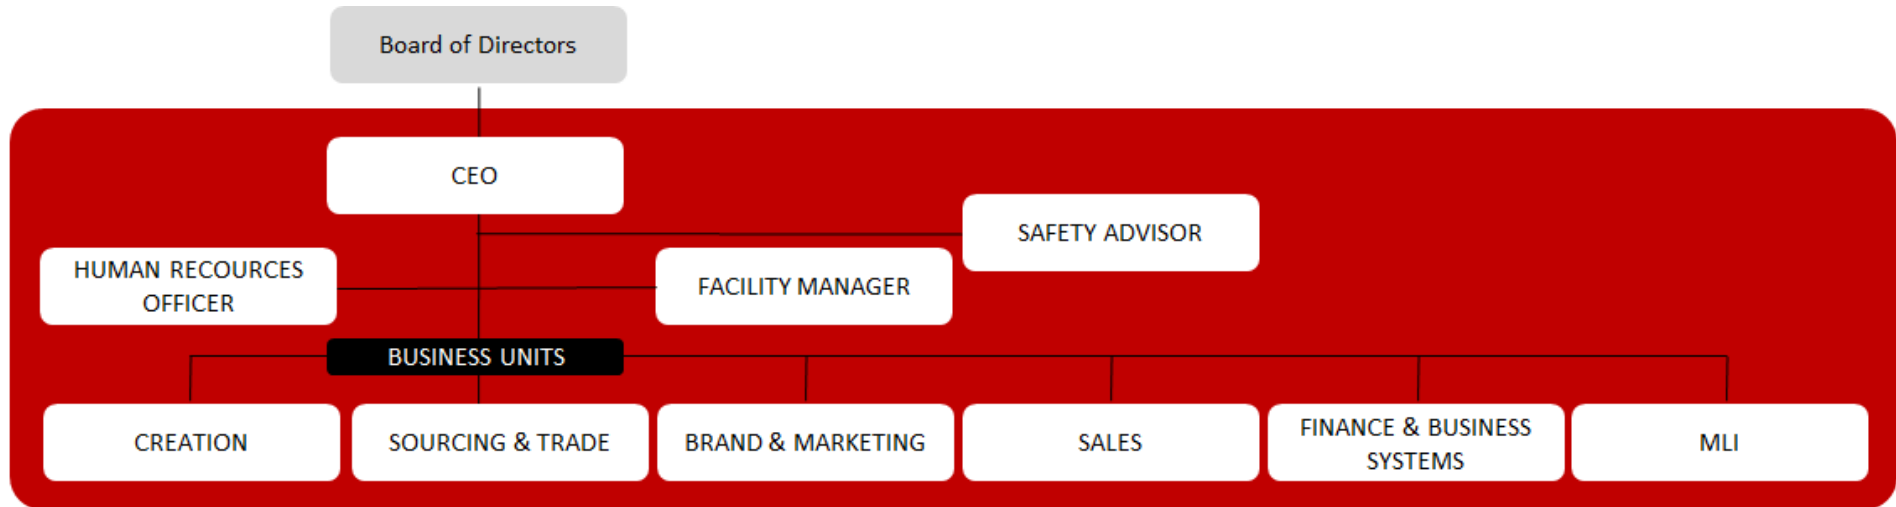 Board of Directors
CEO
SAFETY ADVISOR
HUMAN RECOURCES
OFFICER
FACILITY MANAGER
BUSINESS UNITS
CREATION
SOURCING & TRADE
BRAND & MARKETING
SALES
FINANCE & BUSINESS
SYSTEMS
MLI